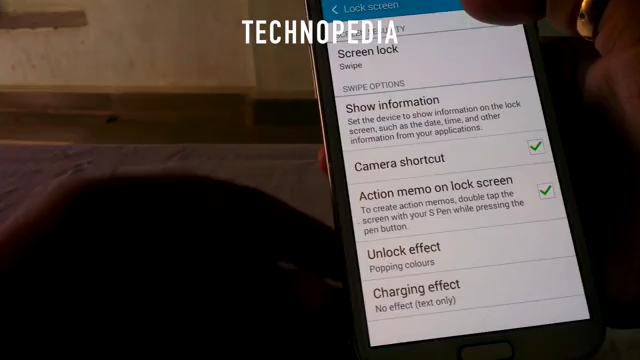 Lock screen
TECHNOPEDIA
Screen lock
Swipe
SWIPE OPTIONS
Show information
Set the device to show information on the lock
screen, such as the date, time, and other
information from your applications.
Camera shortcut
Action memo on lock screen
To create action memos, double tap the
screen with your S Pen while pressing the
pen button.
Unlock effect
Popping colours
Charging effect
No effect (text only)